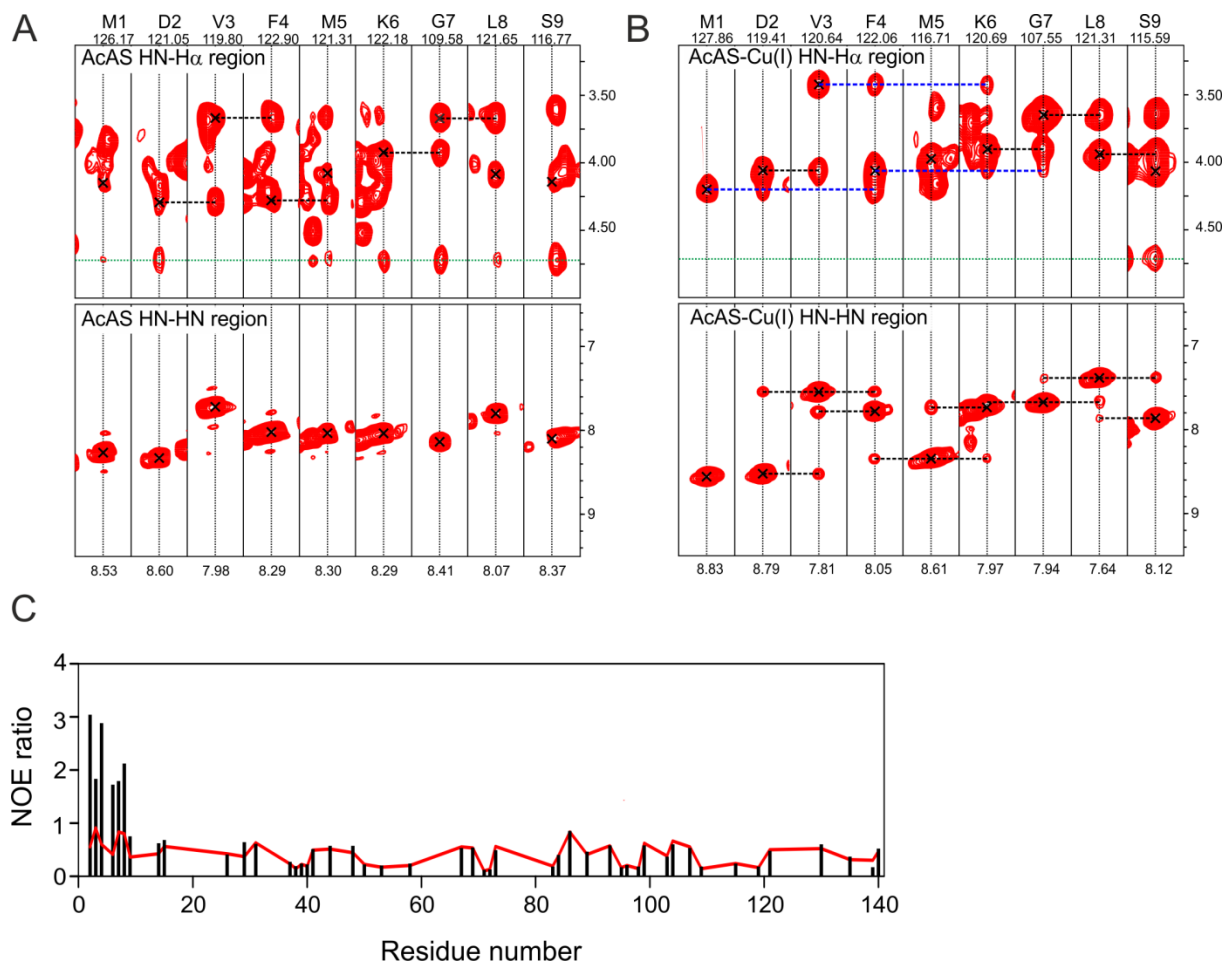 A
M1 D2 V3 F4 M5 K6 G7 L8 S9
126.17 121.05 119.80 122.90 121.31 122.18 109.58 121.65 116.77
AcAS HN-Hα region
3.50
4.00
4.50
AcAS HN-HN region
7
8
9
8.53 8.60 7.98 8.29 8.30 8.29 8.41 8.07 8.37
B
M1 D2 V3 F4 M5 K6 G7 L8 S9
127.86 119.41 120.64 122.06 116.71 120.69 107.55 121.31 115.59
AcAS-Cu(I) HN-Hα region
3.50
4.00
4.50
AcAS-Cu(I) HN-HN region
7
8
9
8.83 8.79 7.81 8.05 8.61 7.97 7.94 7.64 8.12
C
NOE ratio
4
3
2
1
0
0 20 40 60 80 100 120 140
Residue number